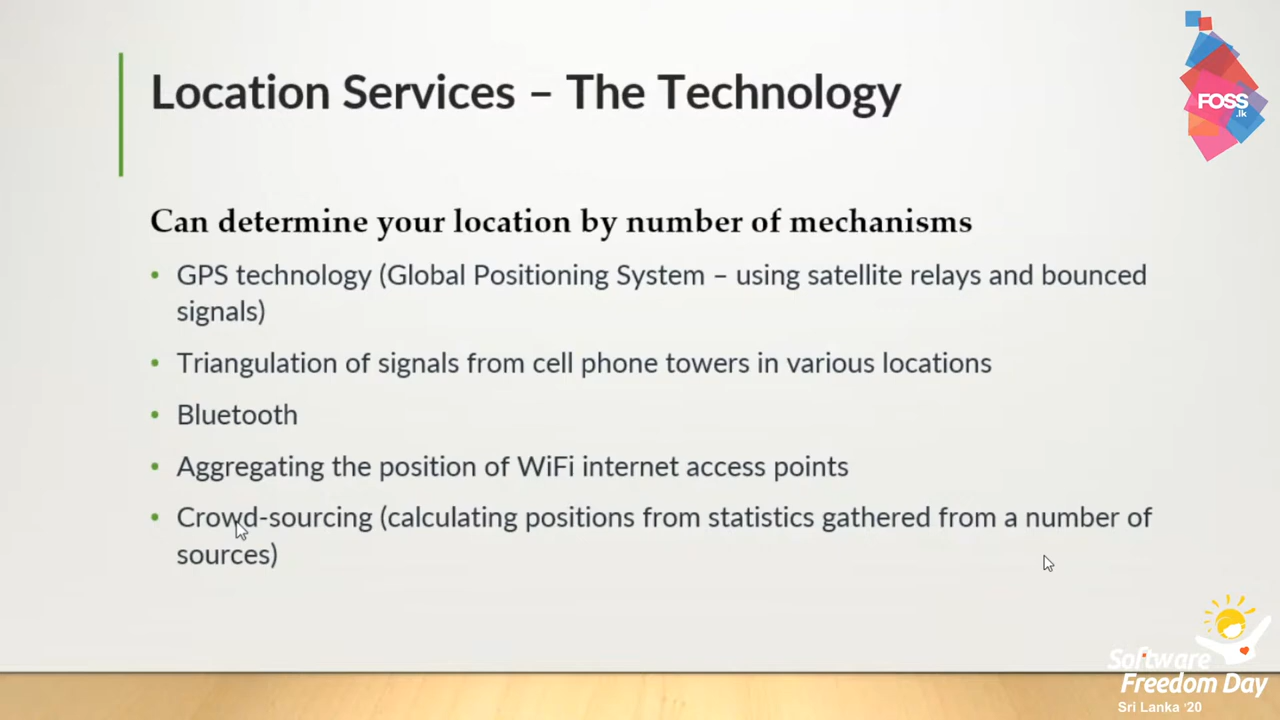 Location Services – The Technology
FOSS
.lk
Can determine your location by number of mechanisms
• GPS technology (Global Positioning System – using satellite relays and bounced
signals)
• Triangulation of signals from cell phone towers in various locations
• Bluetooth
• Aggregating the position of WiFi internet access points
• Crowd-sourcing (calculating positions from statistics gathered from a number of
sources)
Software
Freedom Day
Sri Lanka '20